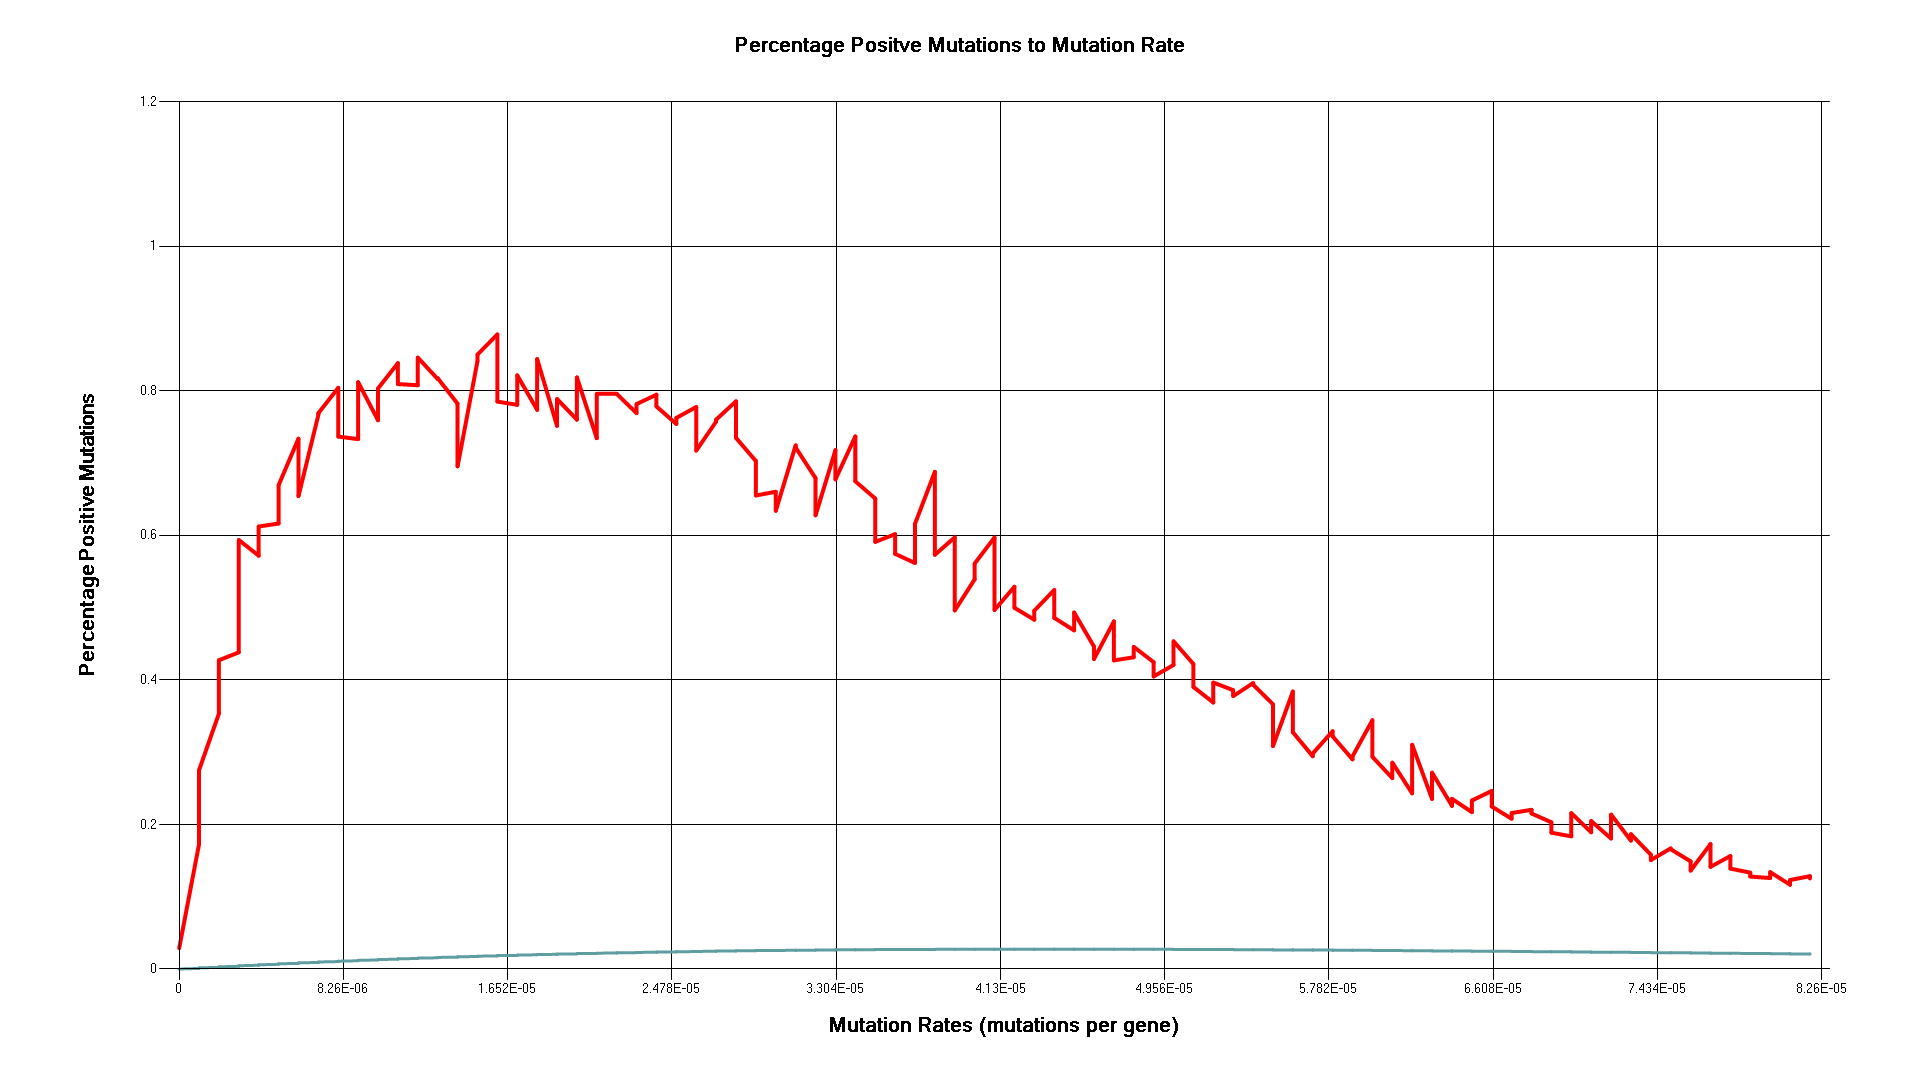 Percentage Positve Mutations to Mutation Rate
1.2
1
0.8
0.6
0.4
0.2
0
Percentage Positive Mutations
0 8.26E-06 1.652E-05 2.478E-05 3.304E-05 4.13E-05 4.956E-05 5.782E-05 6.608E-05 7.434E-05 8.26E-05
Mutation Rates (mutations per gene)